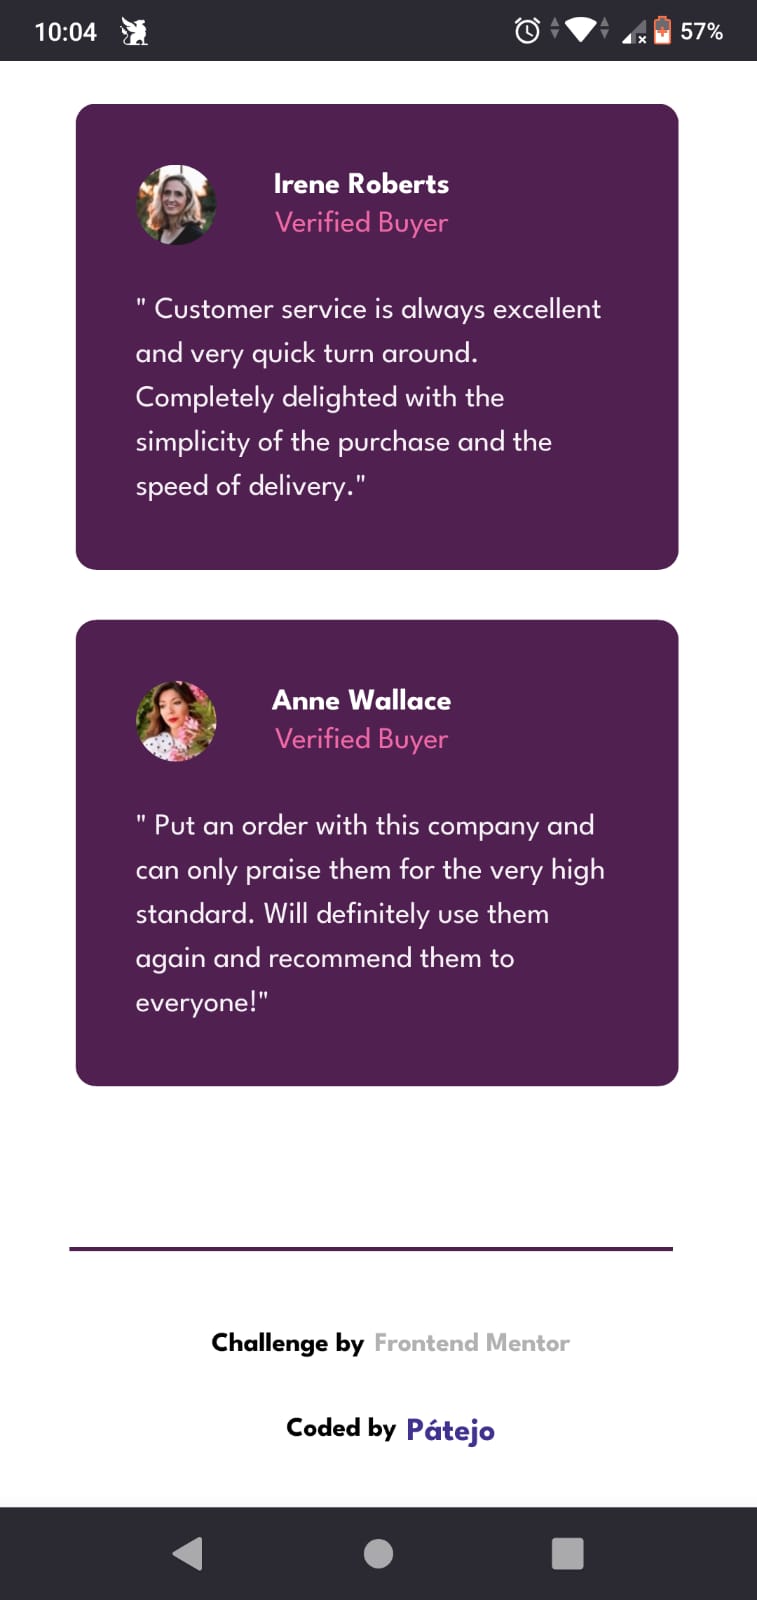 10:04 57%
Irene Roberts
Verified Buyer
" Customer service is always excellent
and very quick turn around.
Completely delighted with the
simplicity of the purchase and the
speed of delivery."
Anne Wallace
Verified Buyer
" Put an order with this company and
can only praise them for the very high
standard. Will definitely use them
again and recommend them to
everyone!"
Challenge by Frontend Mentor
Coded by Pátejo